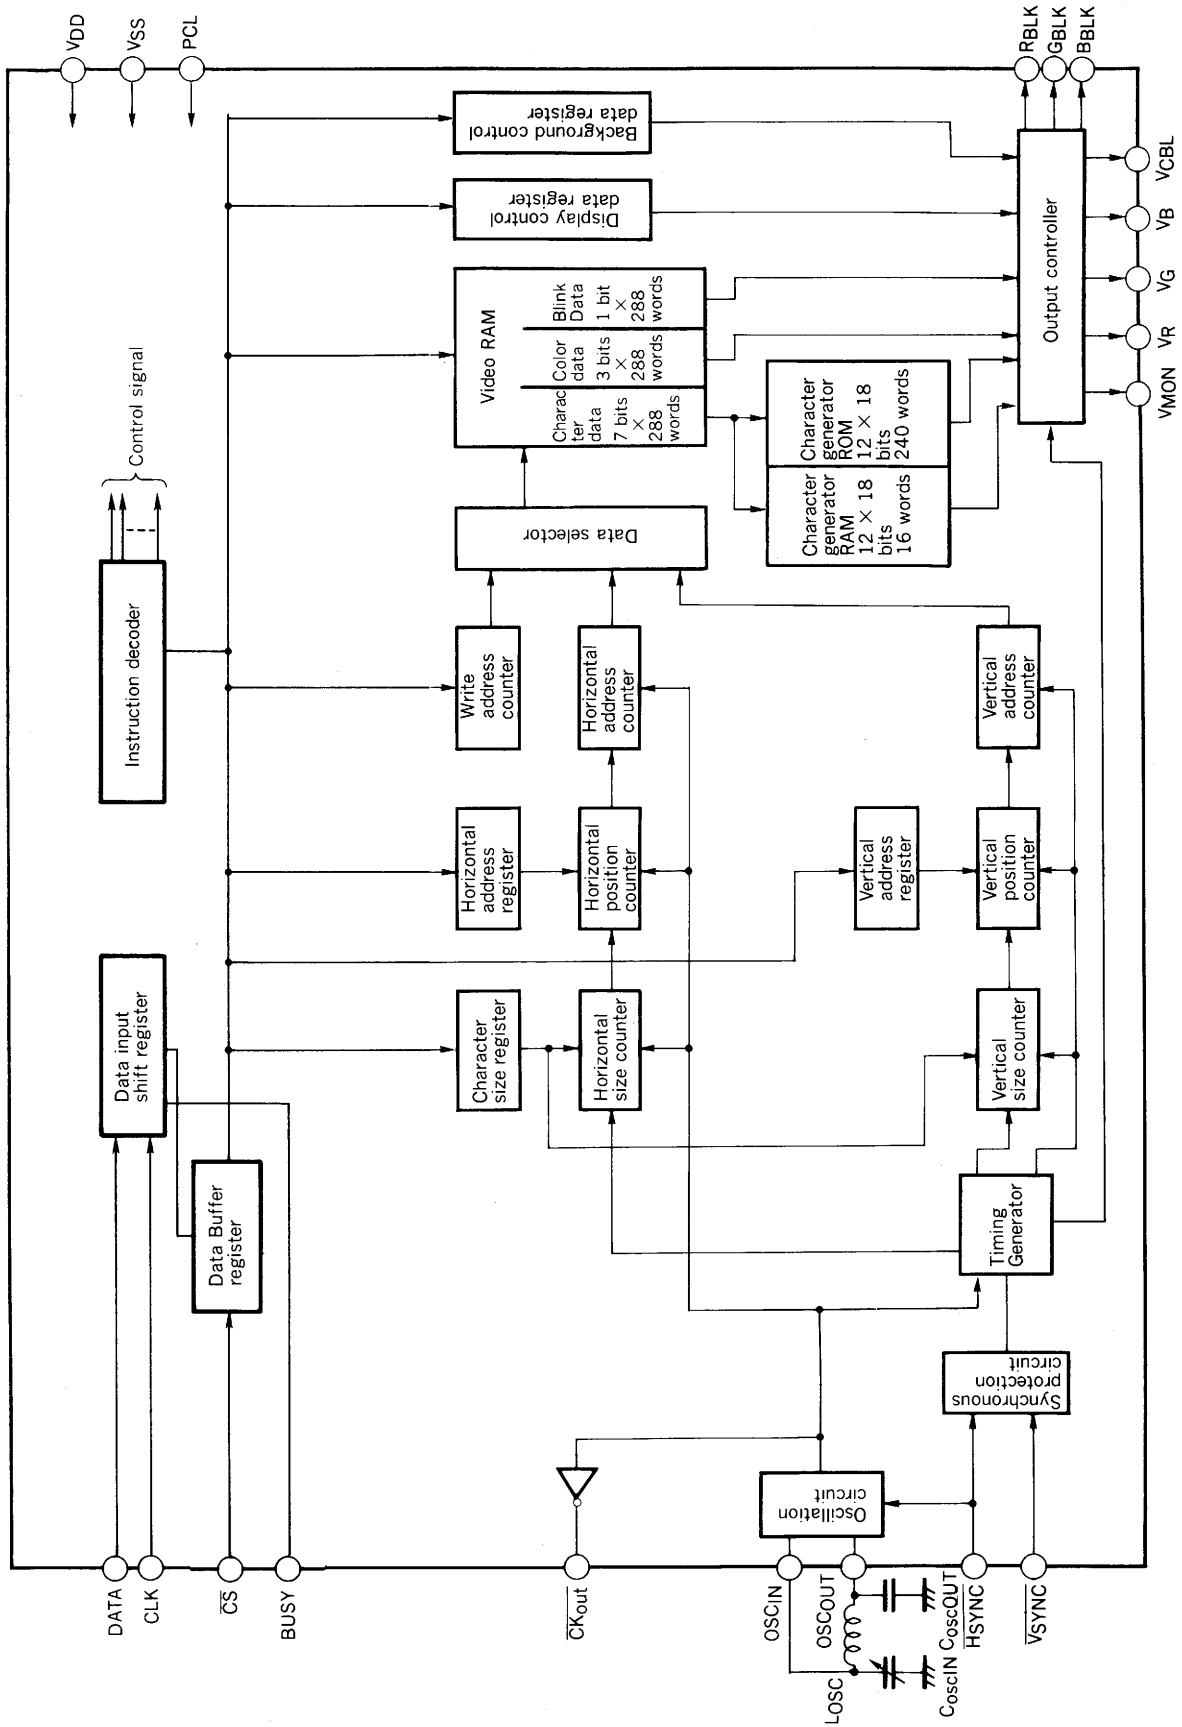 VDD
VSS
PCL
Control signal
Instruction decoder
Data input
shift register
Data Buffer
register
DATA
CLK
CS
BUSY
CKout
OSCIN
OSCOUT
LOSC
COSCIN
COSCOUT
HSYNC
VSYNC
Background control
data register
Display control
data register
Video RAM
Charac
ter
data
7 bits
×
288
words
Color
data
3 bits
×
288
words
Blink
Data
1 bit
×
288
words
Data selector
Character
generator
RAM
12 × 18
bits
16 words
Character
generator
ROM
12 × 18
bits
240 words
Write
address
counter
Horizontal
address
counter
Horizontal
address
register
Horizontal
position
counter
Character
size register
Horizontal
size counter
Vertical
address
register
Vertical
address
counter
Vertical
position
counter
Vertical
size counter
Timing
Generator
Synchronous
protection
circuit
Oscillation
circuit
Output controller
RBLK
GBLK
BBLK
VCBL
VB
VG
VR
VMON